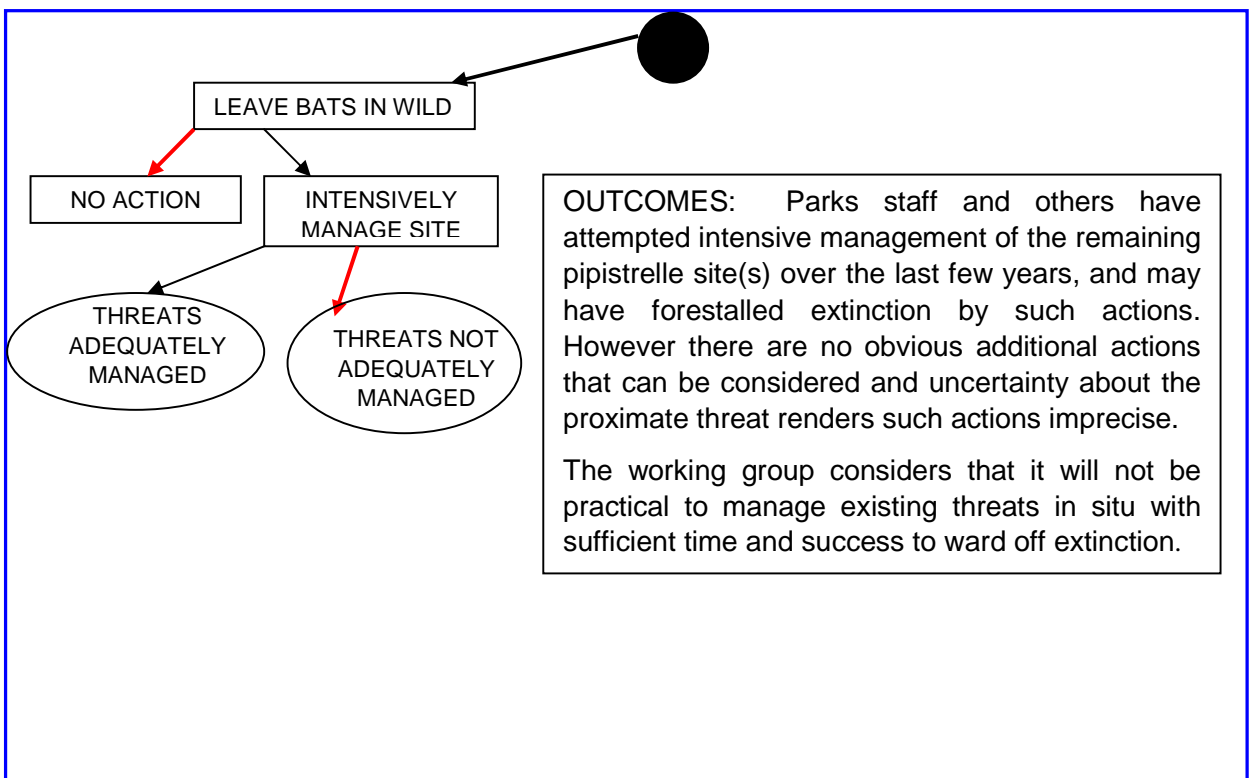 LEAVE BATS IN WILD
NO ACTION
INTENSIVELY
MANAGE SITE
THREATS
ADEQUATELY
MANAGED
THREATS NOT
ADEQUATELY
MANAGED
OUTCOMES: Parks staff and others have
attempted intensive management of the remaining
pipistrelle site(s) over the last few years, and may
have forestalled extinction by such actions.
However there are no obvious additional actions
that can be considered and uncertainty about the
proximate threat renders such actions imprecise.
The working group considers that it will not be
practical to manage existing threats in situ with
sufficient time and success to ward off extinction.